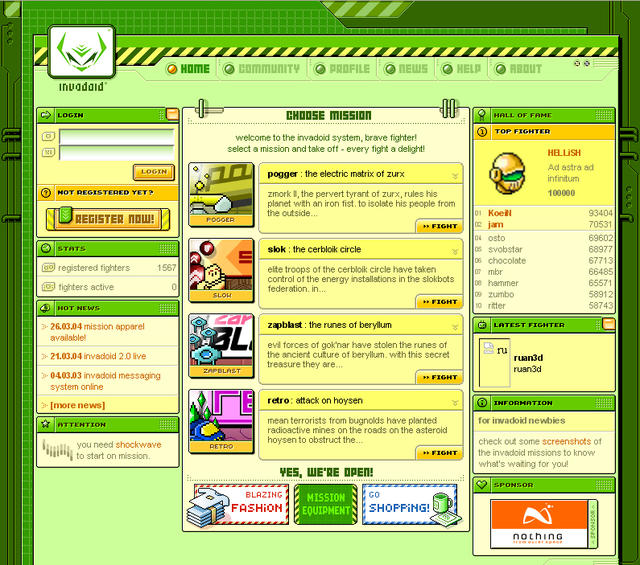 invadoid
HOME
COMMUNITY
PROFILE
NEWS
HELP
ABOUT
LOGIN
LOGIN
NOT REGISTERED YET?
REGISTER NOW!
STATS
registered fighters 1567
fighters active 0
HOT NEWS
26.03.04 mission apparel
available!
21.03.04 invadoid 2.0 live
04.03.03 invadoid messaging
system online
[more news]
ATTENTION
you need shockwave
to start on mission.
CHOOSE MISSION
welcome to the invadoid system, brave fighter!
select a mission and take off - every fight a delight!
POGGER
pogger : the electric matrix of zurx
zmork ll, the pervert tyrant of zurx, rules his
planet with an iron fist. to isolate his people from
the outside...
FIGHT
SLOK
slok : the cerbloik circle
elite troops of the cerbloik circle have taken
control of the energy installations in the slokbots
federation. in...
FIGHT
ZAPBLAST
zapblast : the runes of beryllum
evil forces of gok'nar have stolen the runes of
the ancient culture of beryllum. with this secret
treasure they are...
FIGHT
RETRO
retro : attack on hoysen
mean terrorists from bugnolds have planted
radioactive mines on the roads on the asteroid
hoysen to obstruct the...
FIGHT
YES, WE'RE OPEN!
BLAZING
FASHION
MISSION
EQUIPMENT
GO
SHOPPING!
HALL OF FAME
TOP FIGHTER
HELLiSH
Ad astra ad
infinitum
100000
01 KoeiN 93404
02 jam 70531
04 osto 69602
05 svobstar 68977
06 chocolate 67713
07 mbr 66485
08 hammer 65571
09 zumbo 58912
10 ritter 58743
LATEST FIGHTER
ru
ruan3d
ruan3d
INFORMATION
for invadoid newbies
check out some screenshots of
the invadoid missions to know
what's waiting for you!
SPONSOR
nothing
SPONSOR